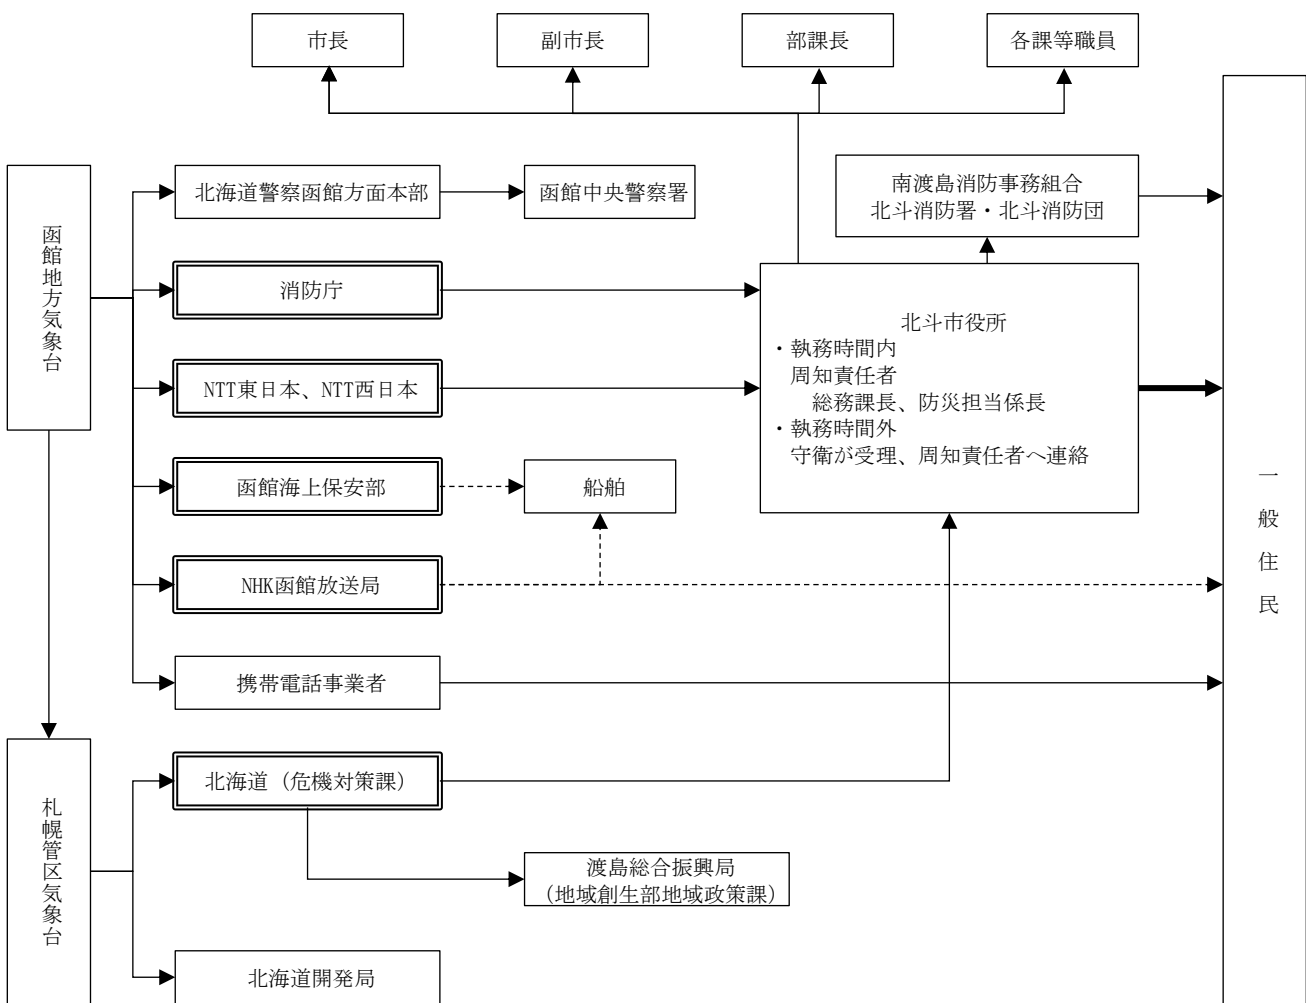 市長
副市長
部課長
各課等職員
函館地方気象台
北海道警察函館方面本部
函館中央警察署
南渡島消防事務組合
北斗消防署・北斗消防団
消防庁
NTT東日本、NTT西日本
北斗市役所
・執務時間内
周知責任者
総務課長、防災担当係長
・執務時間外
守衛が受理、周知責任者へ連絡
函館海上保安部
船舶
一般住民
NHK函館放送局
携帯電話事業者
札幌管区気象台
北海道（危機対策課）
渡島総合振興局
（地域創生部地域政策課）
北海道開発局